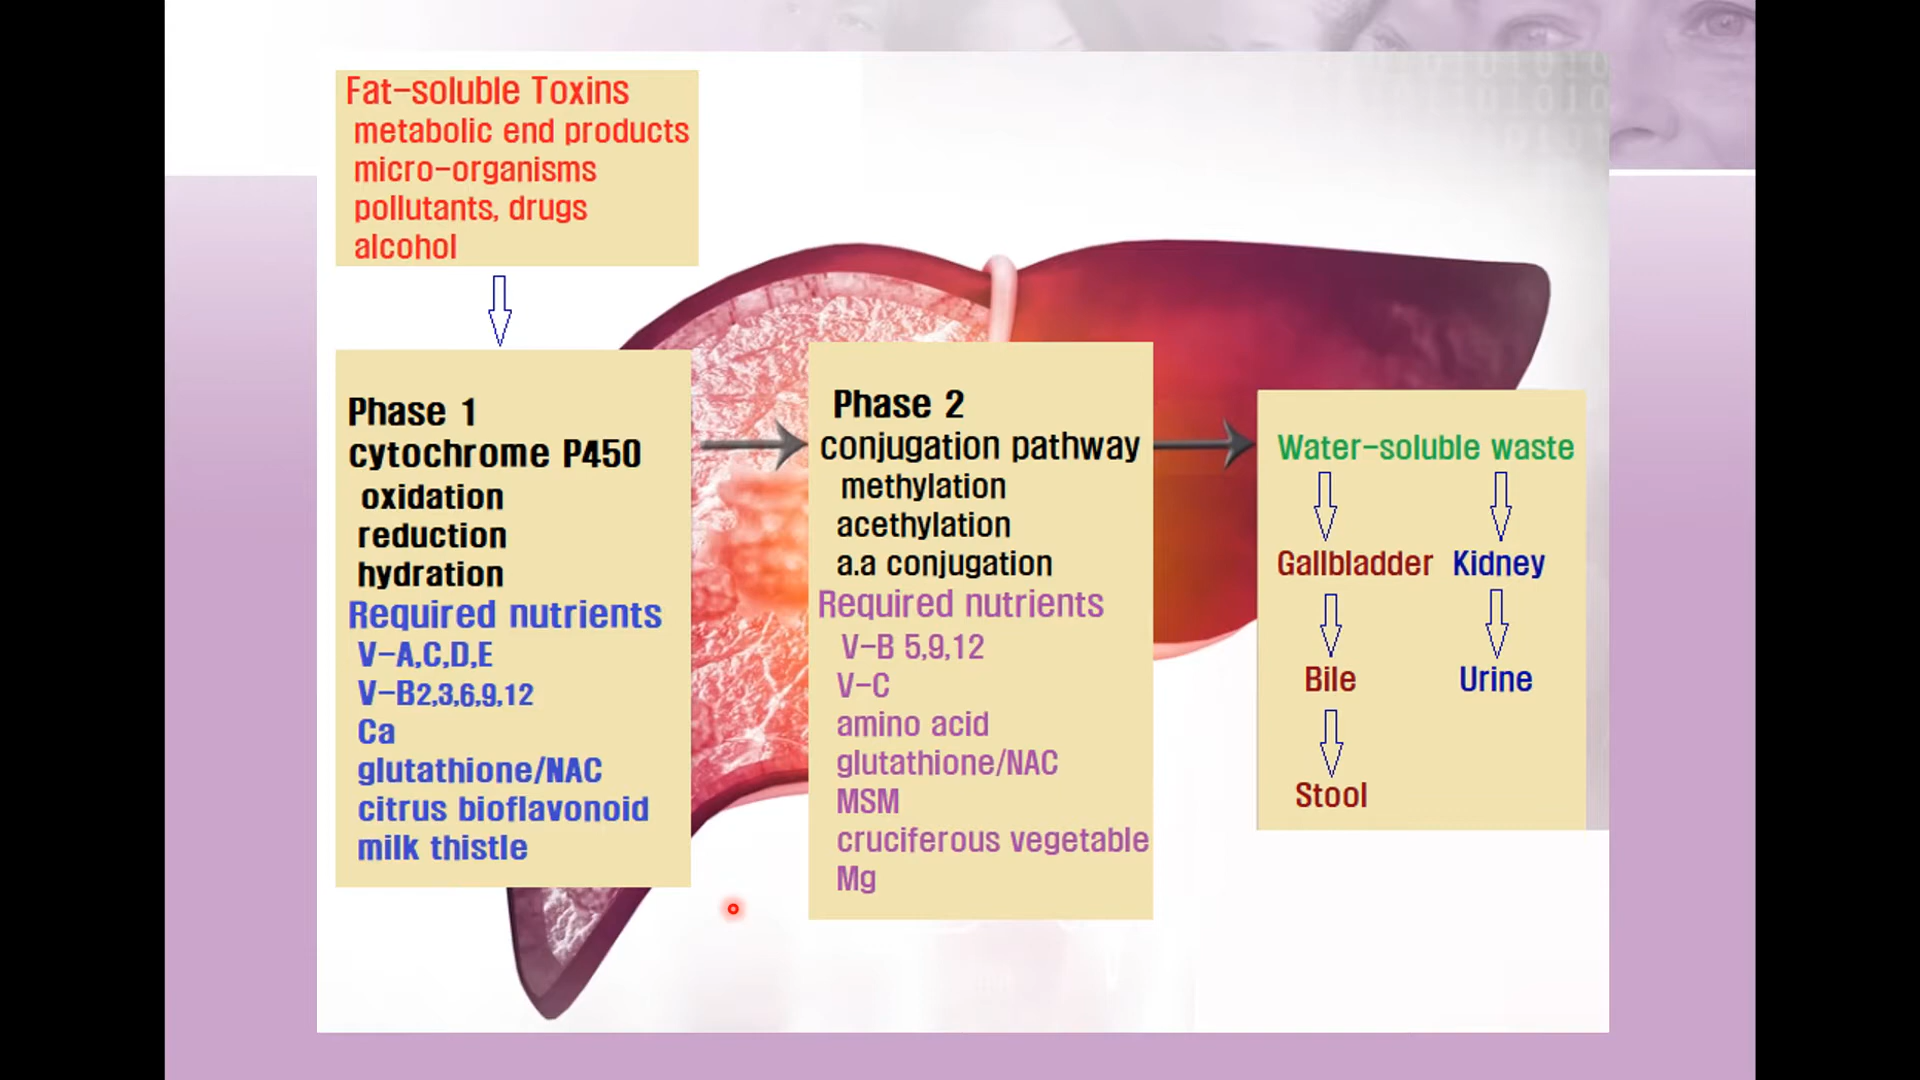 Fat-soluble Toxins
metabolic end products
micro-organisms
pollutants, drugs
alcohol
Phase 1
cytochrome P450
oxidation
reduction
hydration
Required nutrients
V-A,C,D,E
V-B2,3,6,9,12
Ca
glutathione/NAC
citrus bioflavonoid
milk thistle
Phase 2
conjugation pathway
methylation
acethylation
a.a conjugation
Required nutrients
V-B 5,9,12
V-C
amino acid
glutathione/NAC
MSM
cruciferous vegetable
Mg
Water-soluble waste
Gallbladder Kidney
Bile Urine
Stool